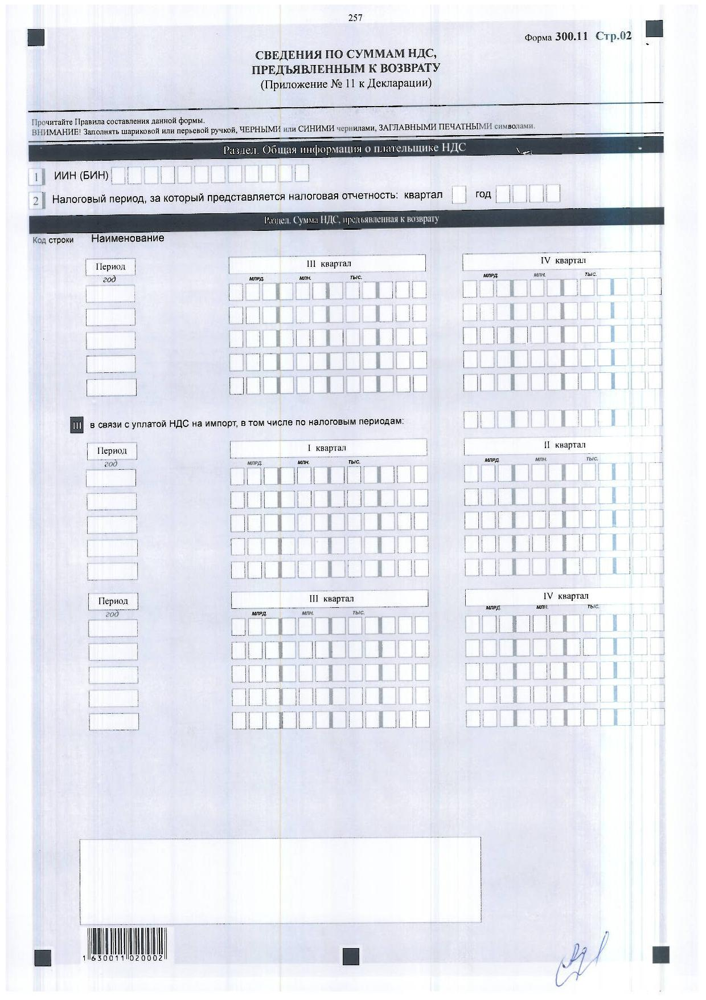 257
Форма 300.11 Стр.02
СВЕДЕНИЯ ПО СУММАМ НДС,
ПРЕДЪЯВЛЕННЫМ К ВОЗВРАТУ
(Приложение № 11 к Декларации)
Прочитайте Правила составления данной формы.
ВНИМАНИЕ! Заполнять шариковой или перьевой ручкой, ЧЕРНЫМИ или СИНИМИ чернилами, ЗАГЛАВНЫМИ ПЕЧАТНЫМИ символами.
Раздел. Общая информация о плательщике НДС
1 ИИН (БИН)
2 Налоговый период, за который представляется налоговая отчетность: квартал год
Раздел. Сумма НДС, предъявленная к возврату
Код строки Наименование
Период III квартал IV квартал
год млрд. млн. тыс. млрд. млн. тыс.
III в связи с уплатой НДС на импорт, в том числе по налоговым периодам:
Период I квартал II квартал
год млрд. млн. тыс. млрд. млн. тыс.
Период III квартал IV квартал
год млрд. млн. тыс. млрд. млн. тыс.
1 630011 020002